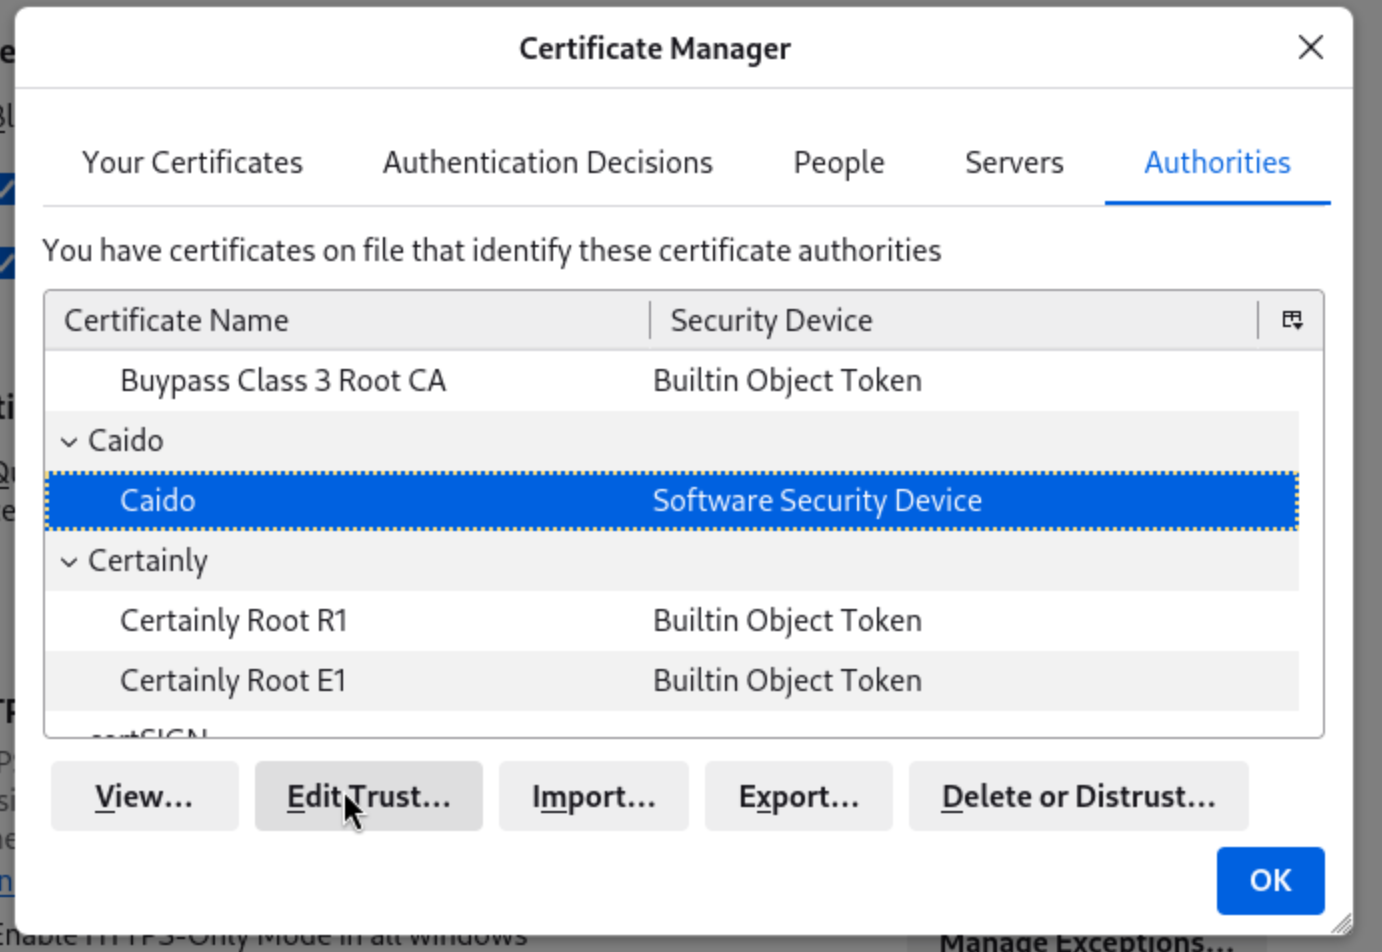 Certificate Manager
Your Certificates Authentication Decisions People Servers Authorities
You have certificates on file that identify these certificate authorities
Certificate Name Security Device
Buypass Class 3 Root CA Builtin Object Token
Caido
Caido Software Security Device
Certainly
Certainly Root R1 Builtin Object Token
Certainly Root E1 Builtin Object Token
certSIGN
View... Edit Trust... Import... Export... Delete or Distrust...
OK
Enable HTTPS-Only Mode in all windows
Manage Exceptions...